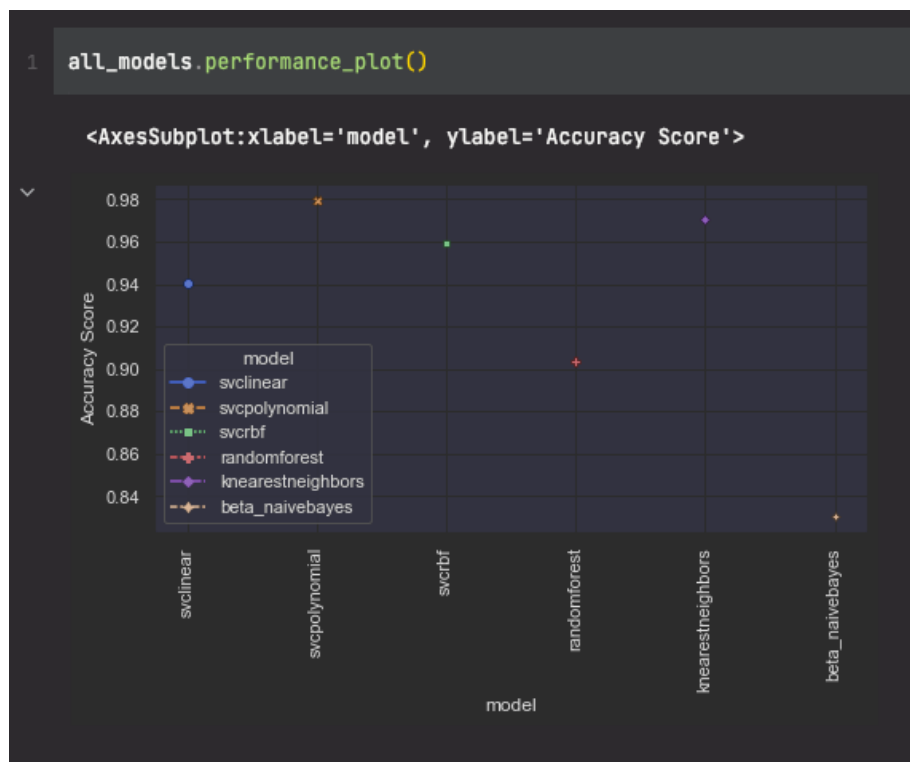 1 all_models.performance_plot()
<AxesSubplot:xlabel='model', ylabel='Accuracy Score'>
0.98
0.96
0.94
0.92
0.90
0.88
0.86
0.84
Accuracy Score
model
svclinear
svcpolynomial
svcrbf
randomforest
knearestneighbors
beta_naivebayes
svclinear
svcpolynomial
svcrbf
randomforest
knearestneighbors
beta_naivebayes
model